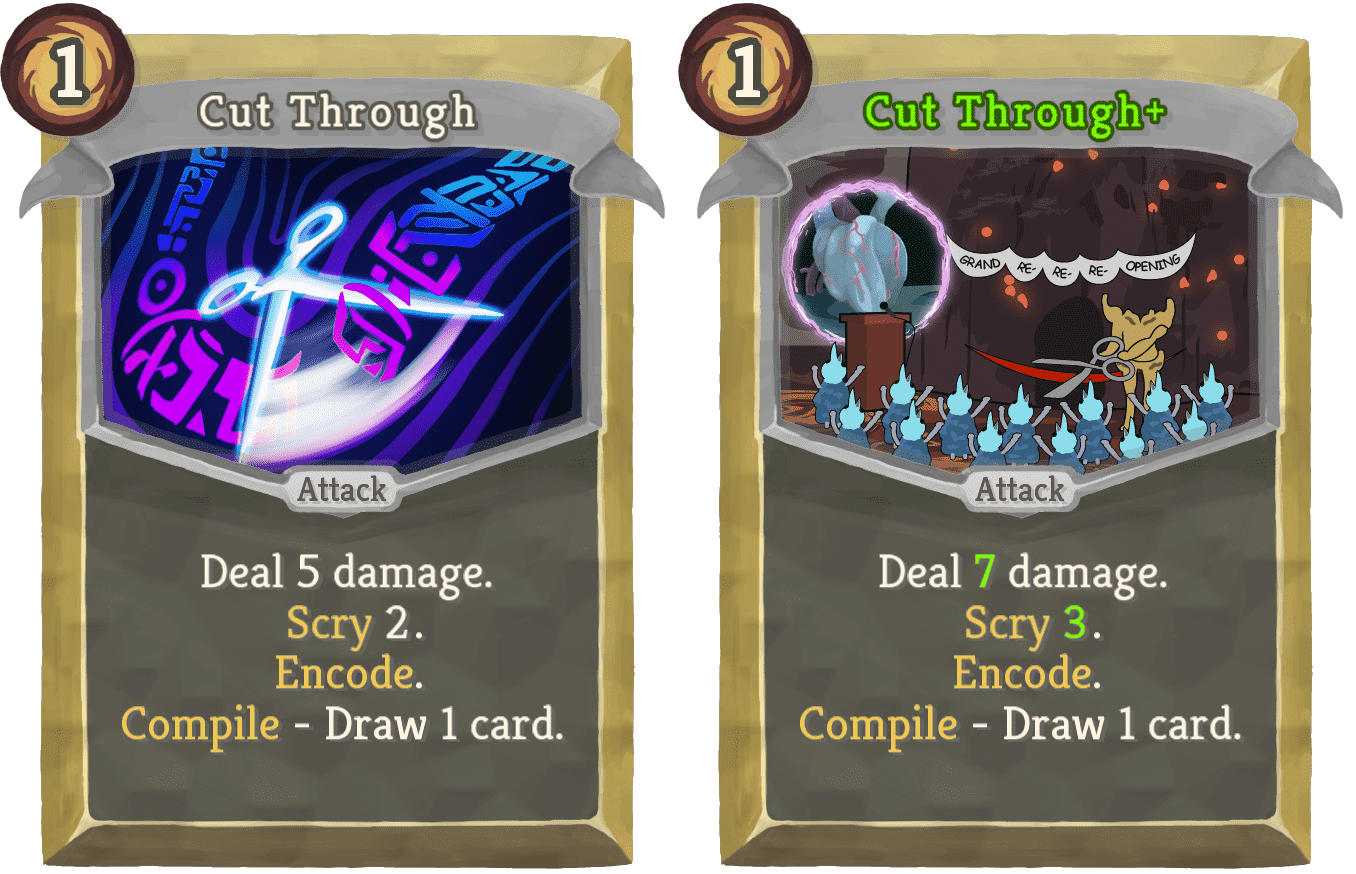 1
Cut Through
Attack
Deal 5 damage.
Scry 2.
Encode.
Compile - Draw 1 card.
1
Cut Through+
GRAND RE- RE- RE- OPENING
Attack
Deal 7 damage.
Scry 3.
Encode.
Compile - Draw 1 card.